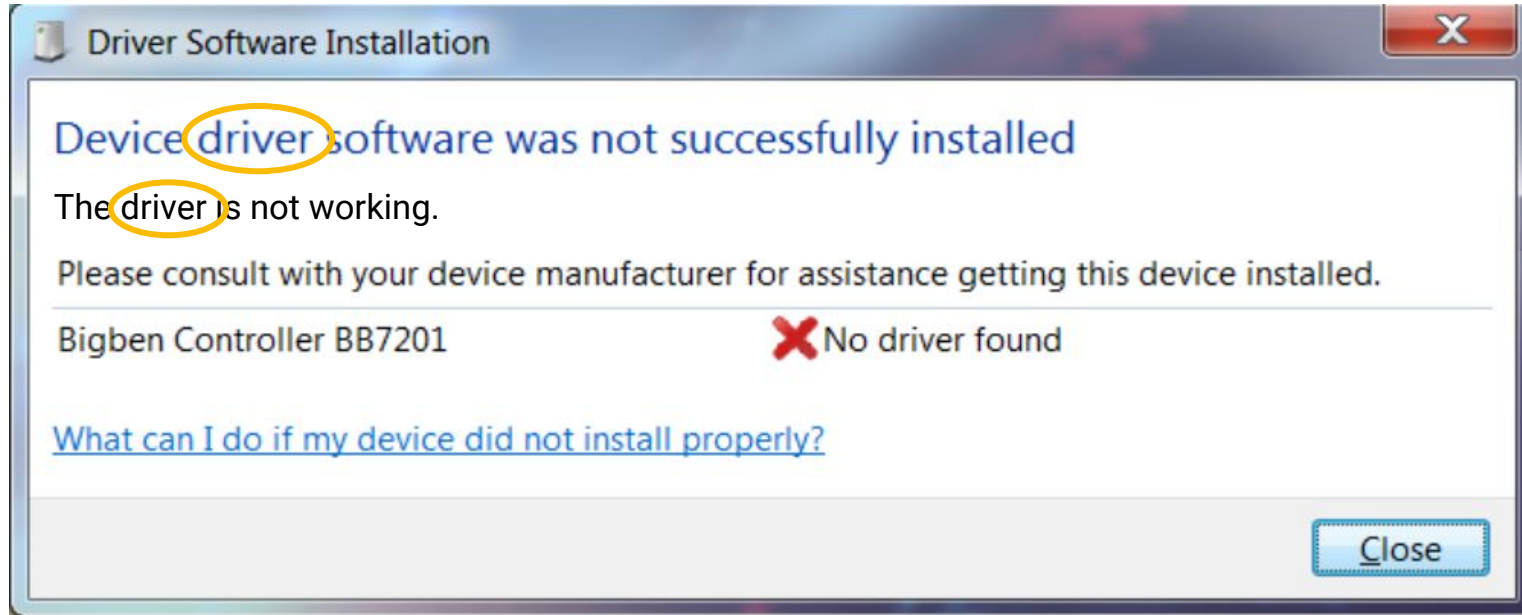 Driver Software Installation
Device driver software was not successfully installed
The driver is not working.
Please consult with your device manufacturer for assistance getting this device installed.
Bigben Controller BB7201 No driver found
What can I do if my device did not install properly?
Close